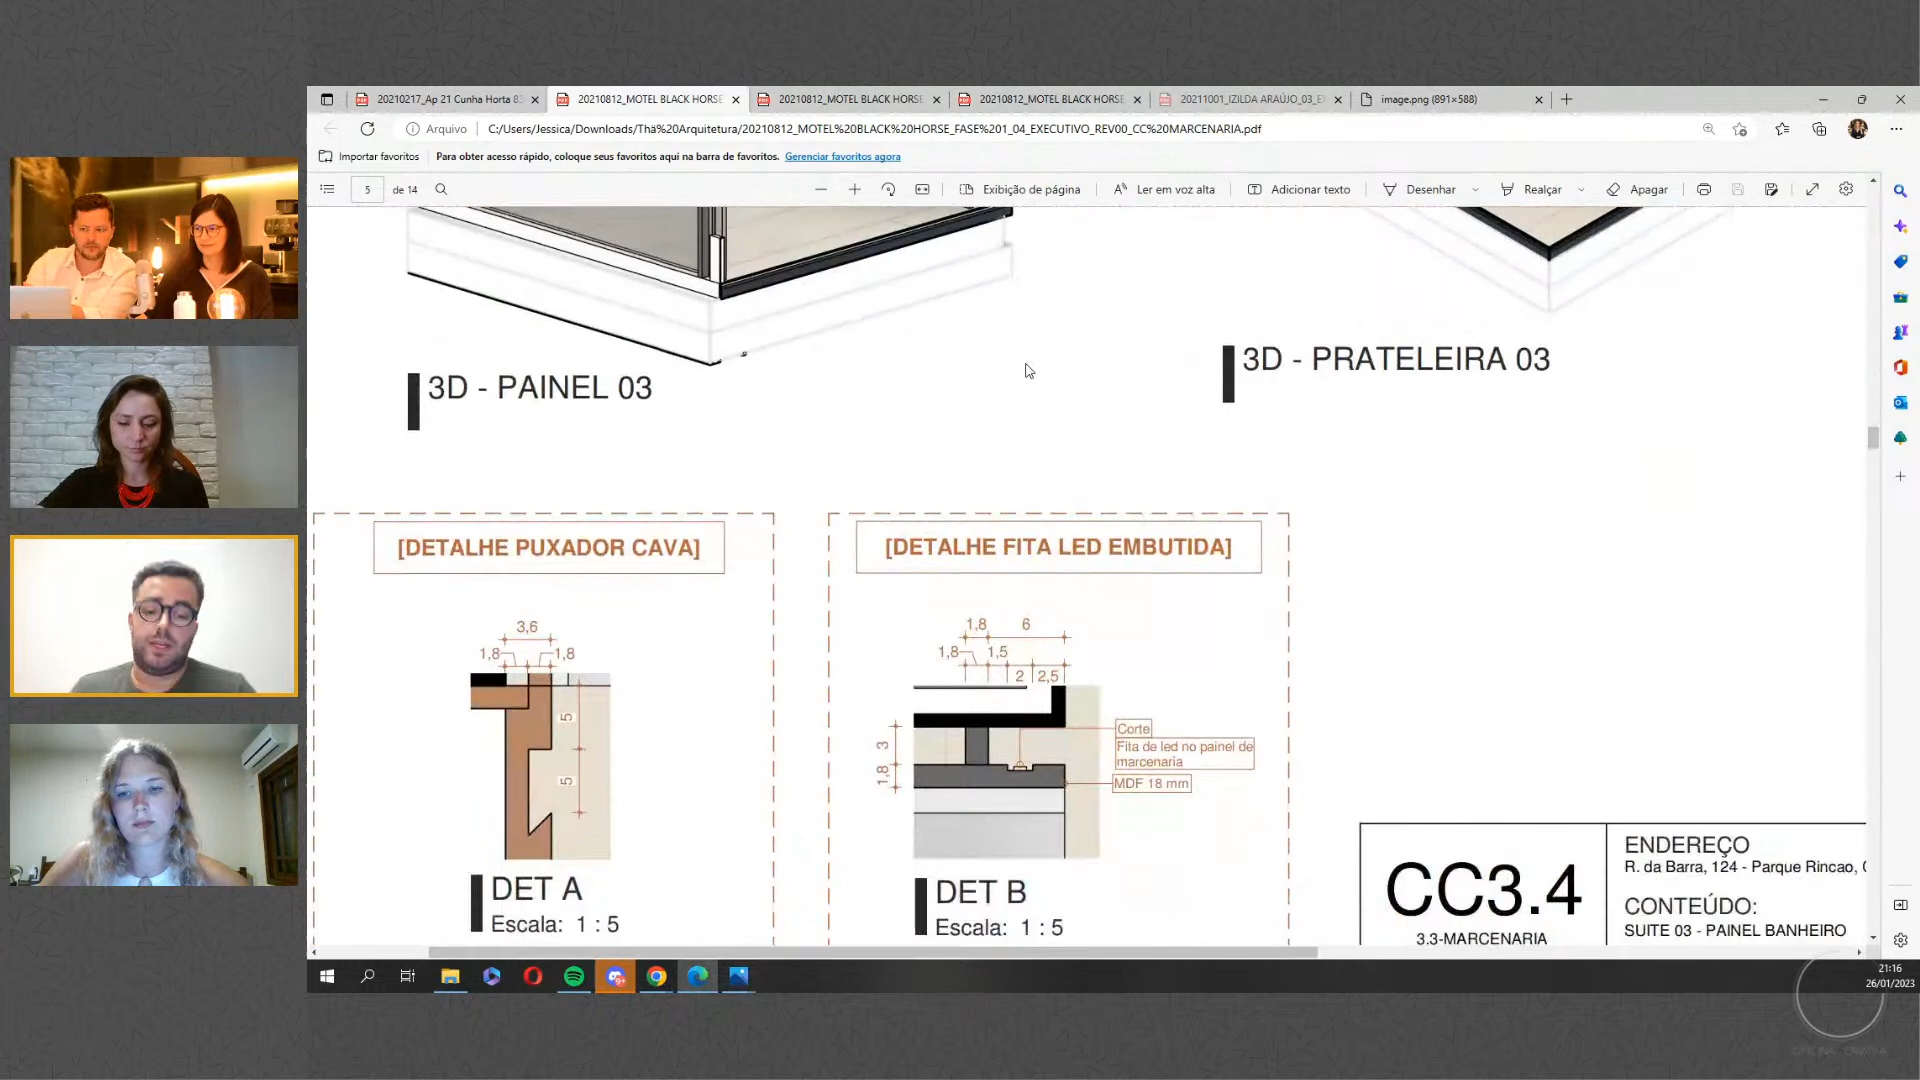 20210217_Ap 21 Cunha Horta 83
20210812_MOTEL BLACK HORSE
20210812_MOTEL BLACK HORSE
20210812_MOTEL BLACK HORSE
20211001_IZILDA ARAÚJO_03_E
image.png (891×588)
Arquivo
C:/Users/Jessica/Downloads/Thä%20Arquitetura/20210812_MOTEL%20BLACK%20HORSE_FASE%201_04_EXECUTIVO_REV00_CC%20MARCENARIA.pdf
Importar favoritos
Para obter acesso rápido, coloque seus favoritos aqui na barra de favoritos. Gerenciar favoritos agora
5 de 14
Exibição de página
Ler em voz alta
Adicionar texto
Desenhar
Realçar
Apagar
3D - PAINEL 03
3D - PRATELEIRA 03
[DETALHE PUXADOR CAVA]
3,6
1,8 1,8
5
5
DET A
Escala: 1 : 5
[DETALHE FITA LED EMBUTIDA]
1,8 6
1,8 1,5
2 2,5
3
1,8
Corte
Fita de led no painel de
marcenaria
MDF 18 mm
DET B
Escala: 1 : 5
CC3.4
3.3-MARCENARIA
ENDEREÇO
R. da Barra, 124 - Parque Rincao,
CONTEÚDO:
SUITE 03 - PAINEL BANHEIRO
9+
21:16
26/01/2023